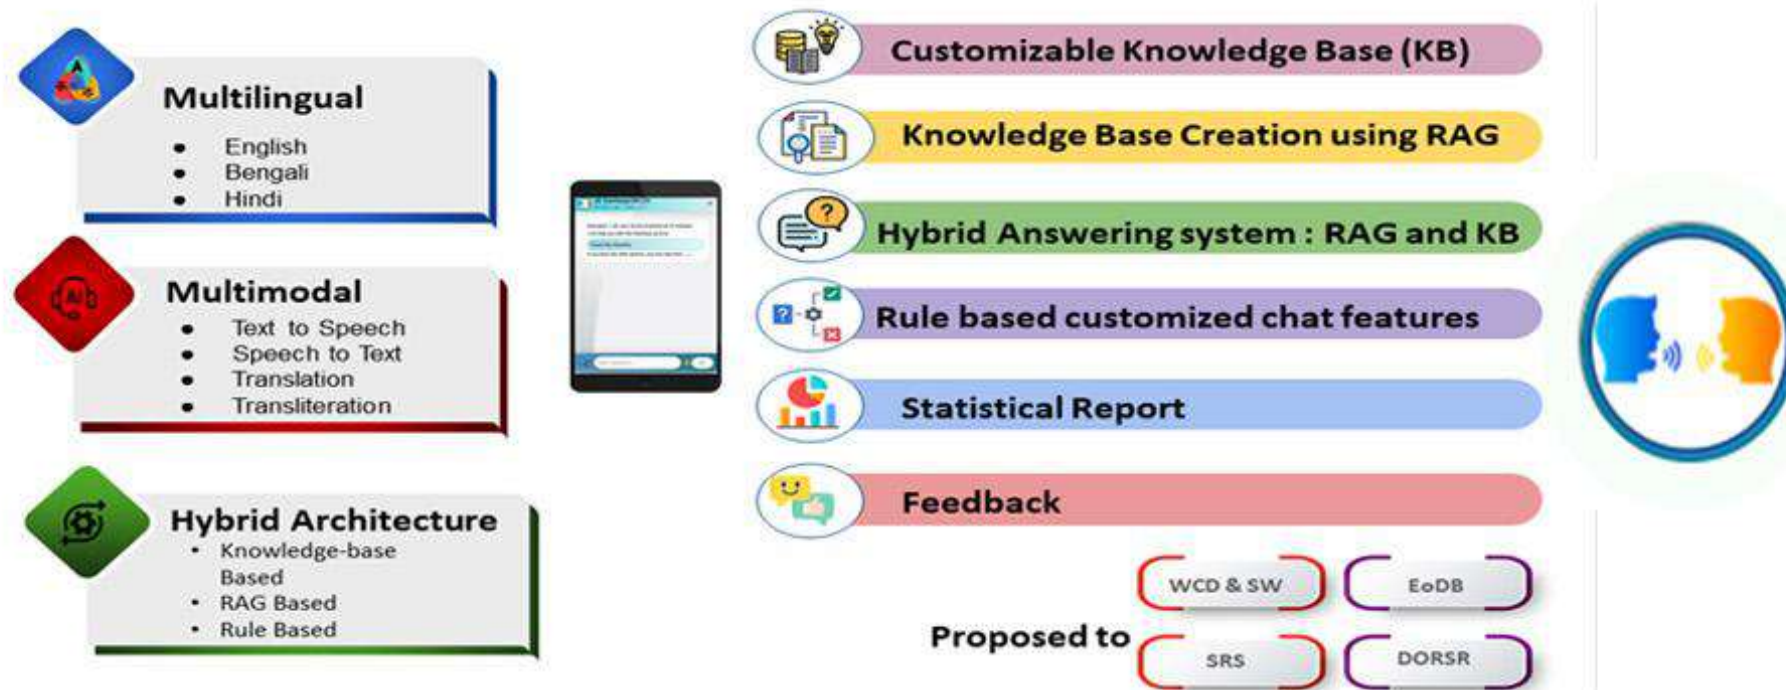 Multilingual
● English
● Bengali
● Hindi
Multimodal
● Text to Speech
● Speech to Text
● Translation
● Transliteration
Hybrid Architecture
• Knowledge-base
Based
• RAG Based
• Rule Based
Customizable Knowledge Base (KB)
Knowledge Base Creation using RAG
Hybrid Answering system : RAG and KB
Rule based customized chat features
Statistical Report
Feedback
Proposed to
WCD & SW
EoDB
SRS
DORSR